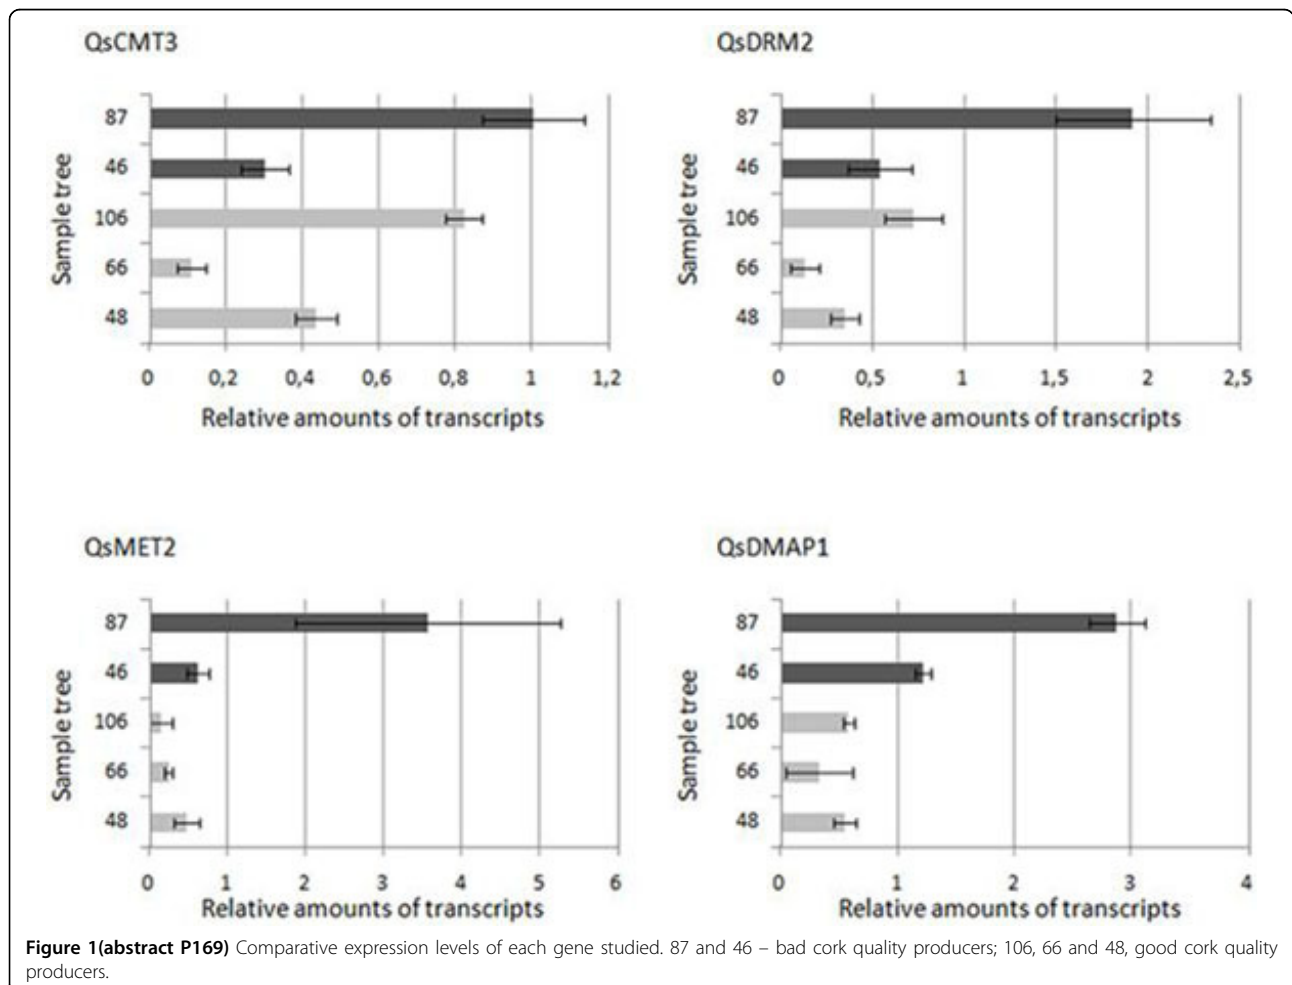 QsCMT3
Sample tree
87
46
106
66
48
0 0,2 0,4 0,6 0,8 1 1,2
Relative amounts of transcripts
QsDRM2
Sample tree
87
46
106
66
48
0 0,5 1 1,5 2 2,5
Relative amounts of transcripts
QsMET2
Sample tree
87
46
106
66
48
0 1 2 3 4 5 6
Relative amounts of transcripts
QsDMAP1
Sample tree
87
46
106
66
48
0 1 2 3 4
Relative amounts of transcripts
Figure 1(abstract P169) Comparative expression levels of each gene studied. 87 and 46 – bad cork quality producers; 106, 66 and 48, good cork quality
producers.